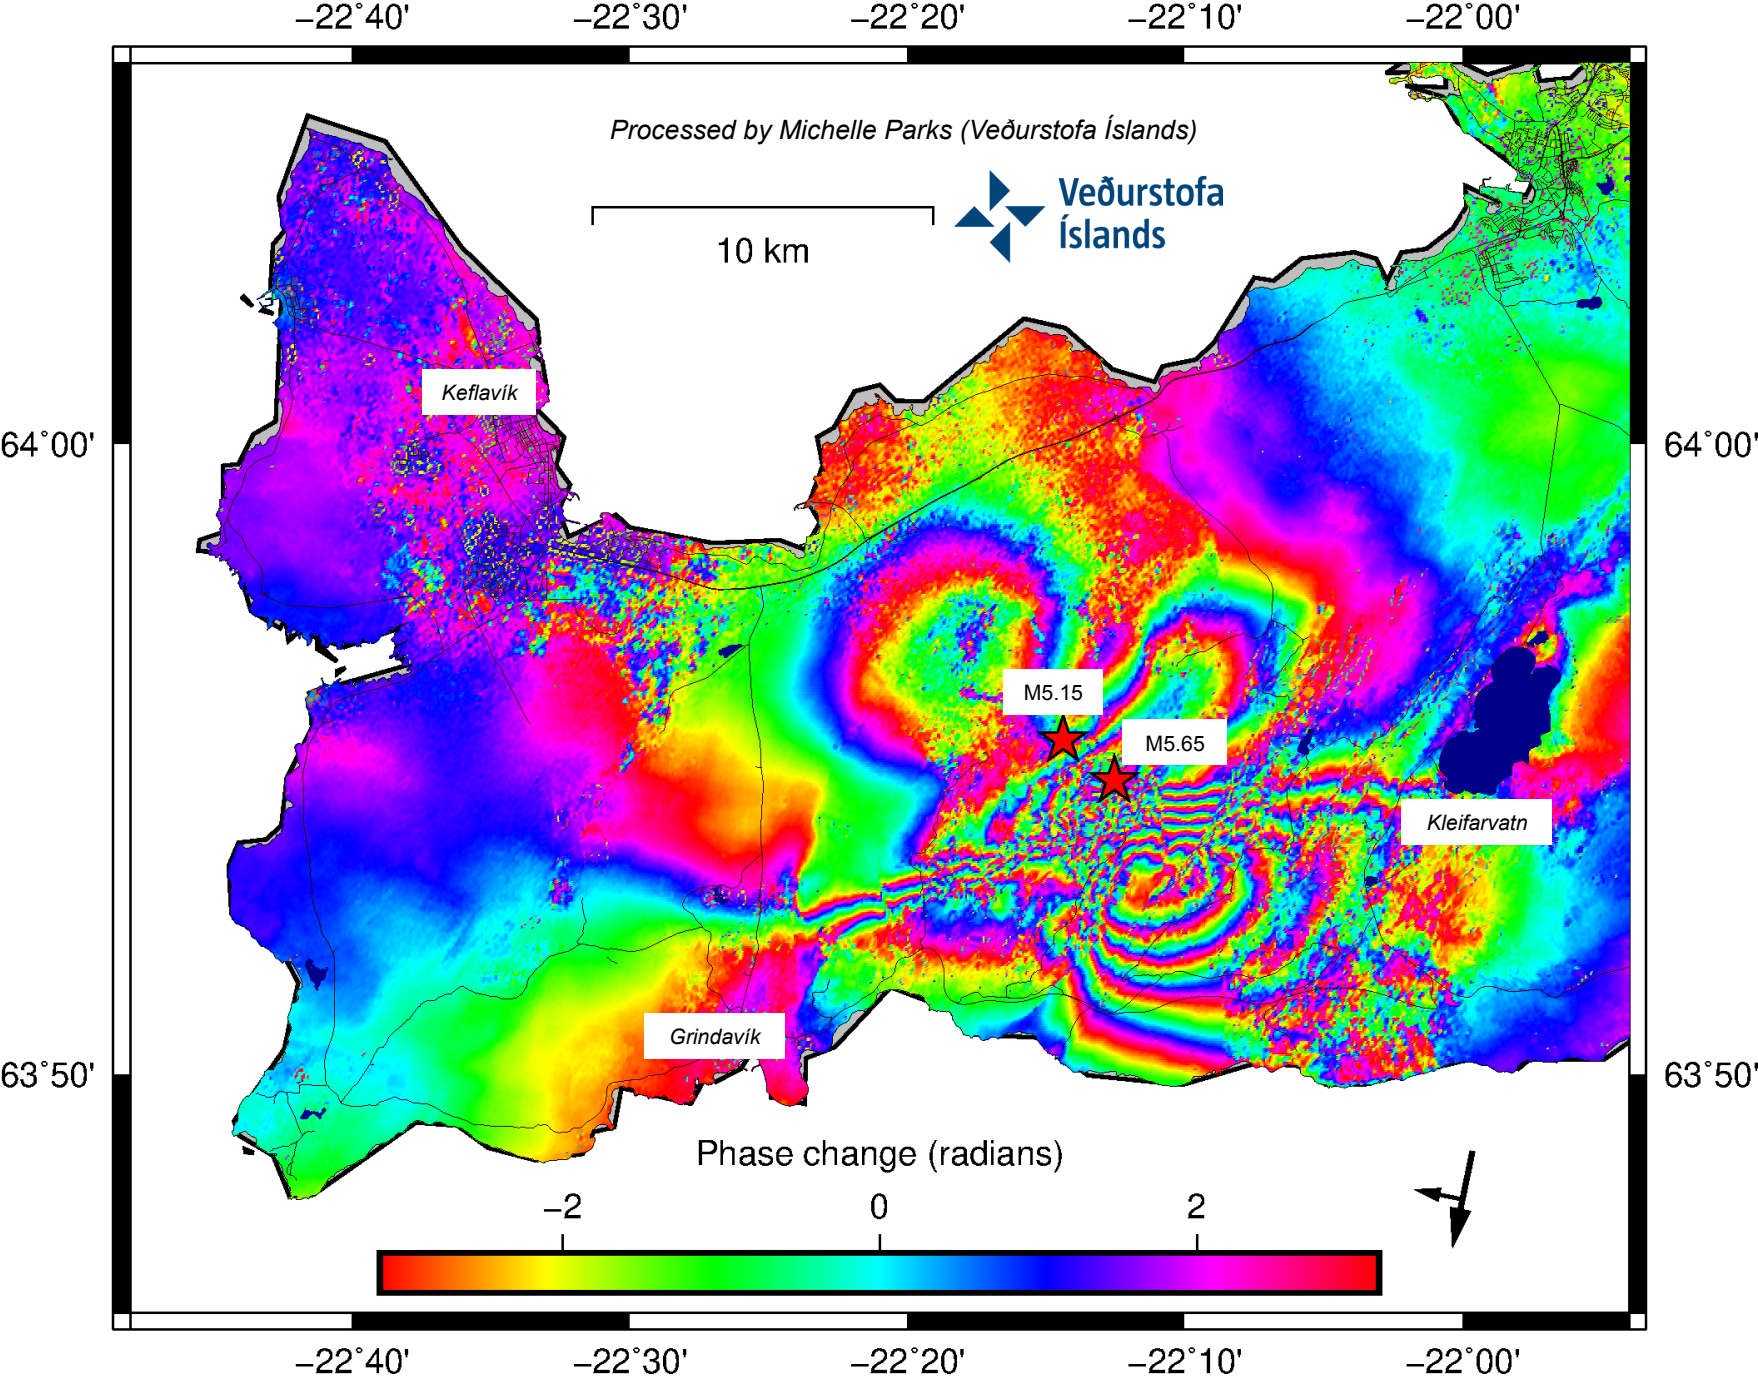 −22˚40'
−22˚30'
−22˚20'
−22˚10'
−22˚00'
Processed by Michelle Parks (Veðurstofa Íslands)
Veðurstofa
Íslands
10 km
Keflavík
64˚00'
64˚00'
M5.15
M5.65
Kleifarvatn
Grindavík
63˚50'
63˚50'
Phase change (radians)
−2
0
2
−22˚40'
−22˚30'
−22˚20'
−22˚10'
−22˚00'